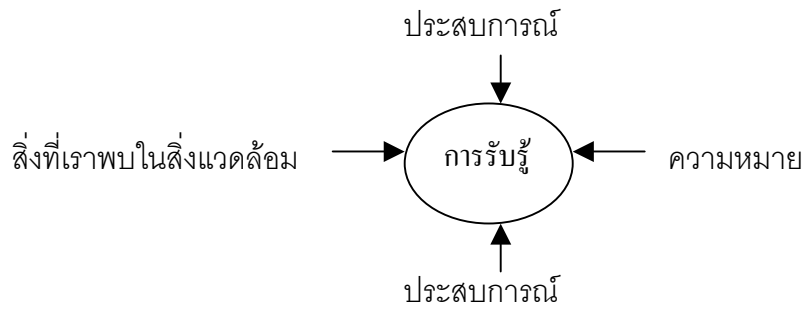 ประสบการณ์
สิ่งที่เราพบในสิ่งแวดล้อม การรับรู้ ความหมาย
ประสบการณ์